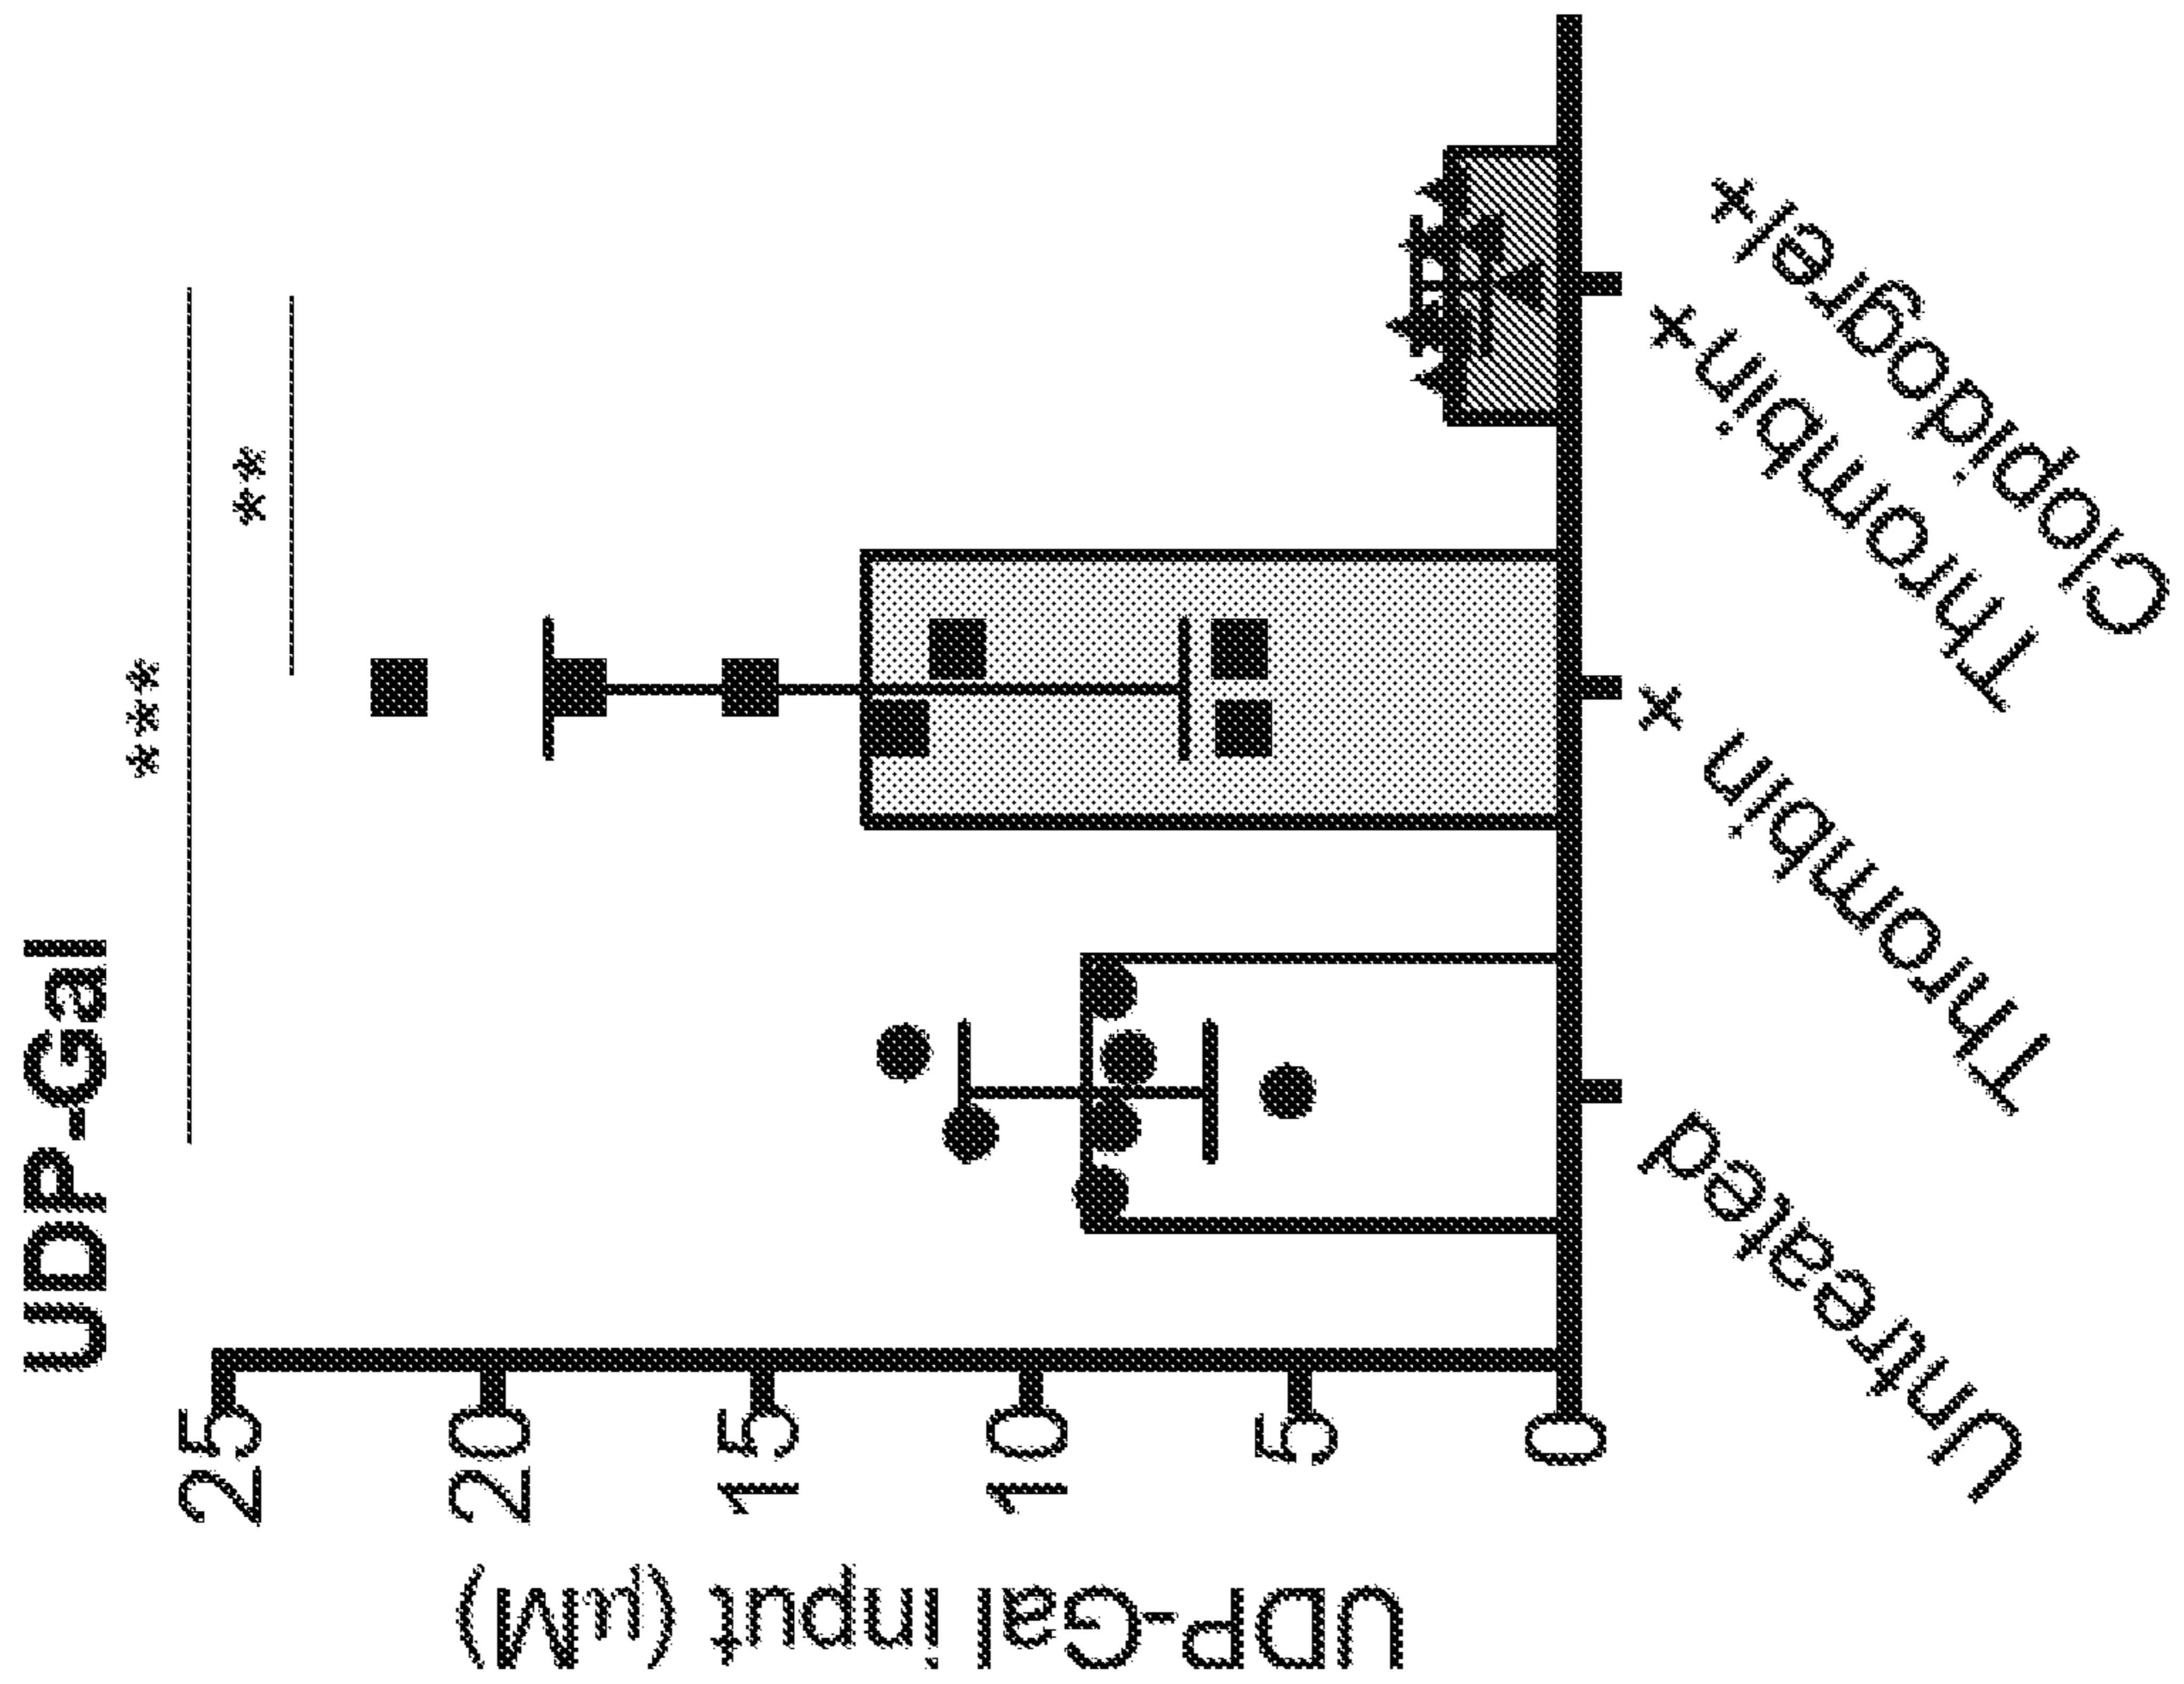 UDP-Gal
****
**
UDP-Gal input (µM)
25
20
15
10
5
0
Untreated
Thrombin +
Thrombin+
Clopidogrel+